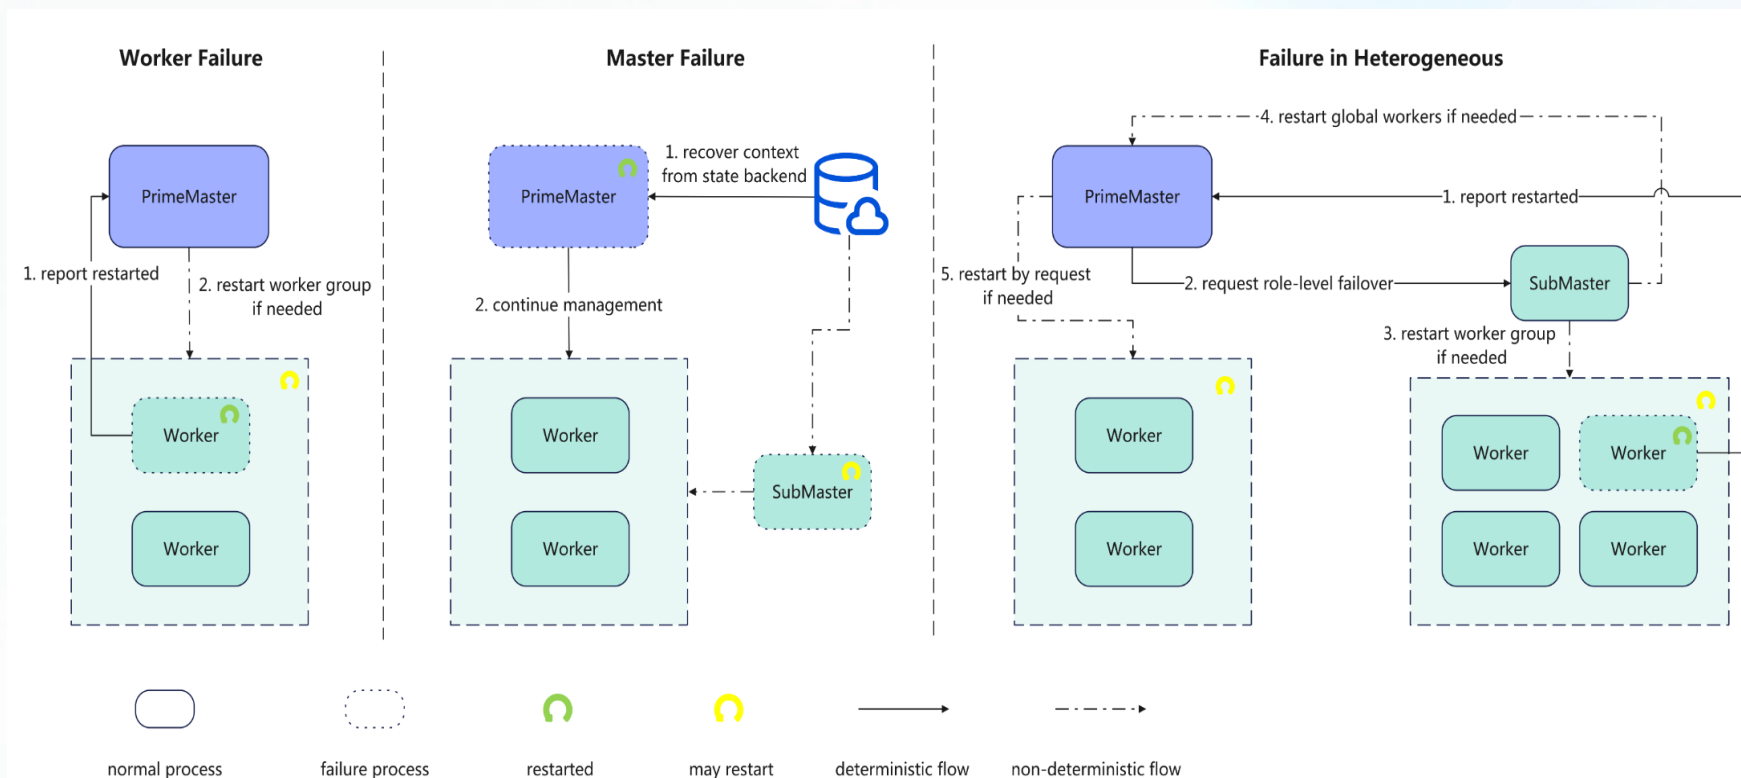 Worker Failure
PrimeMaster
1. report restarted
2. restart worker group
if needed
Worker
Worker
Master Failure
PrimeMaster
1. recover context
from state backend
2. continue management
Worker
Worker
SubMaster
Failure in Heterogeneous
4. restart global workers if needed
PrimeMaster
1. report restarted
5. restart by request
if needed
2. request role-level failover
SubMaster
3. restart worker group
if needed
Worker
Worker
Worker
Worker
Worker
Worker
normal process
failure process
restarted
may restart
deterministic flow
non-deterministic flow